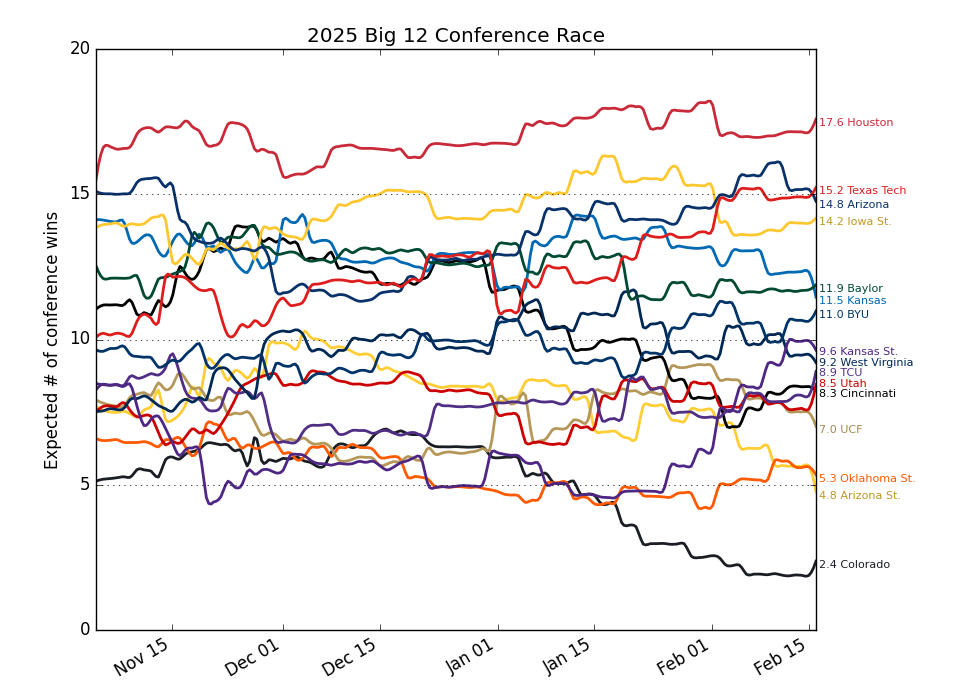 2025 Big 12 Conference Race
Expected # of conference wins
20
15
10
5
0
17.6 Houston
15.2 Texas Tech
14.8 Arizona
14.2 Iowa St.
11.9 Baylor
11.5 Kansas
11.0 BYU
9.6 Kansas St.
9.2 West Virginia
8.9 TCU
8.5 Utah
8.3 Cincinnati
7.0 UCF
5.3 Oklahoma St.
4.8 Arizona St.
2.4 Colorado
Nov 15
Dec 01
Dec 15
Jan 01
Jan 15
Feb 01
Feb 15